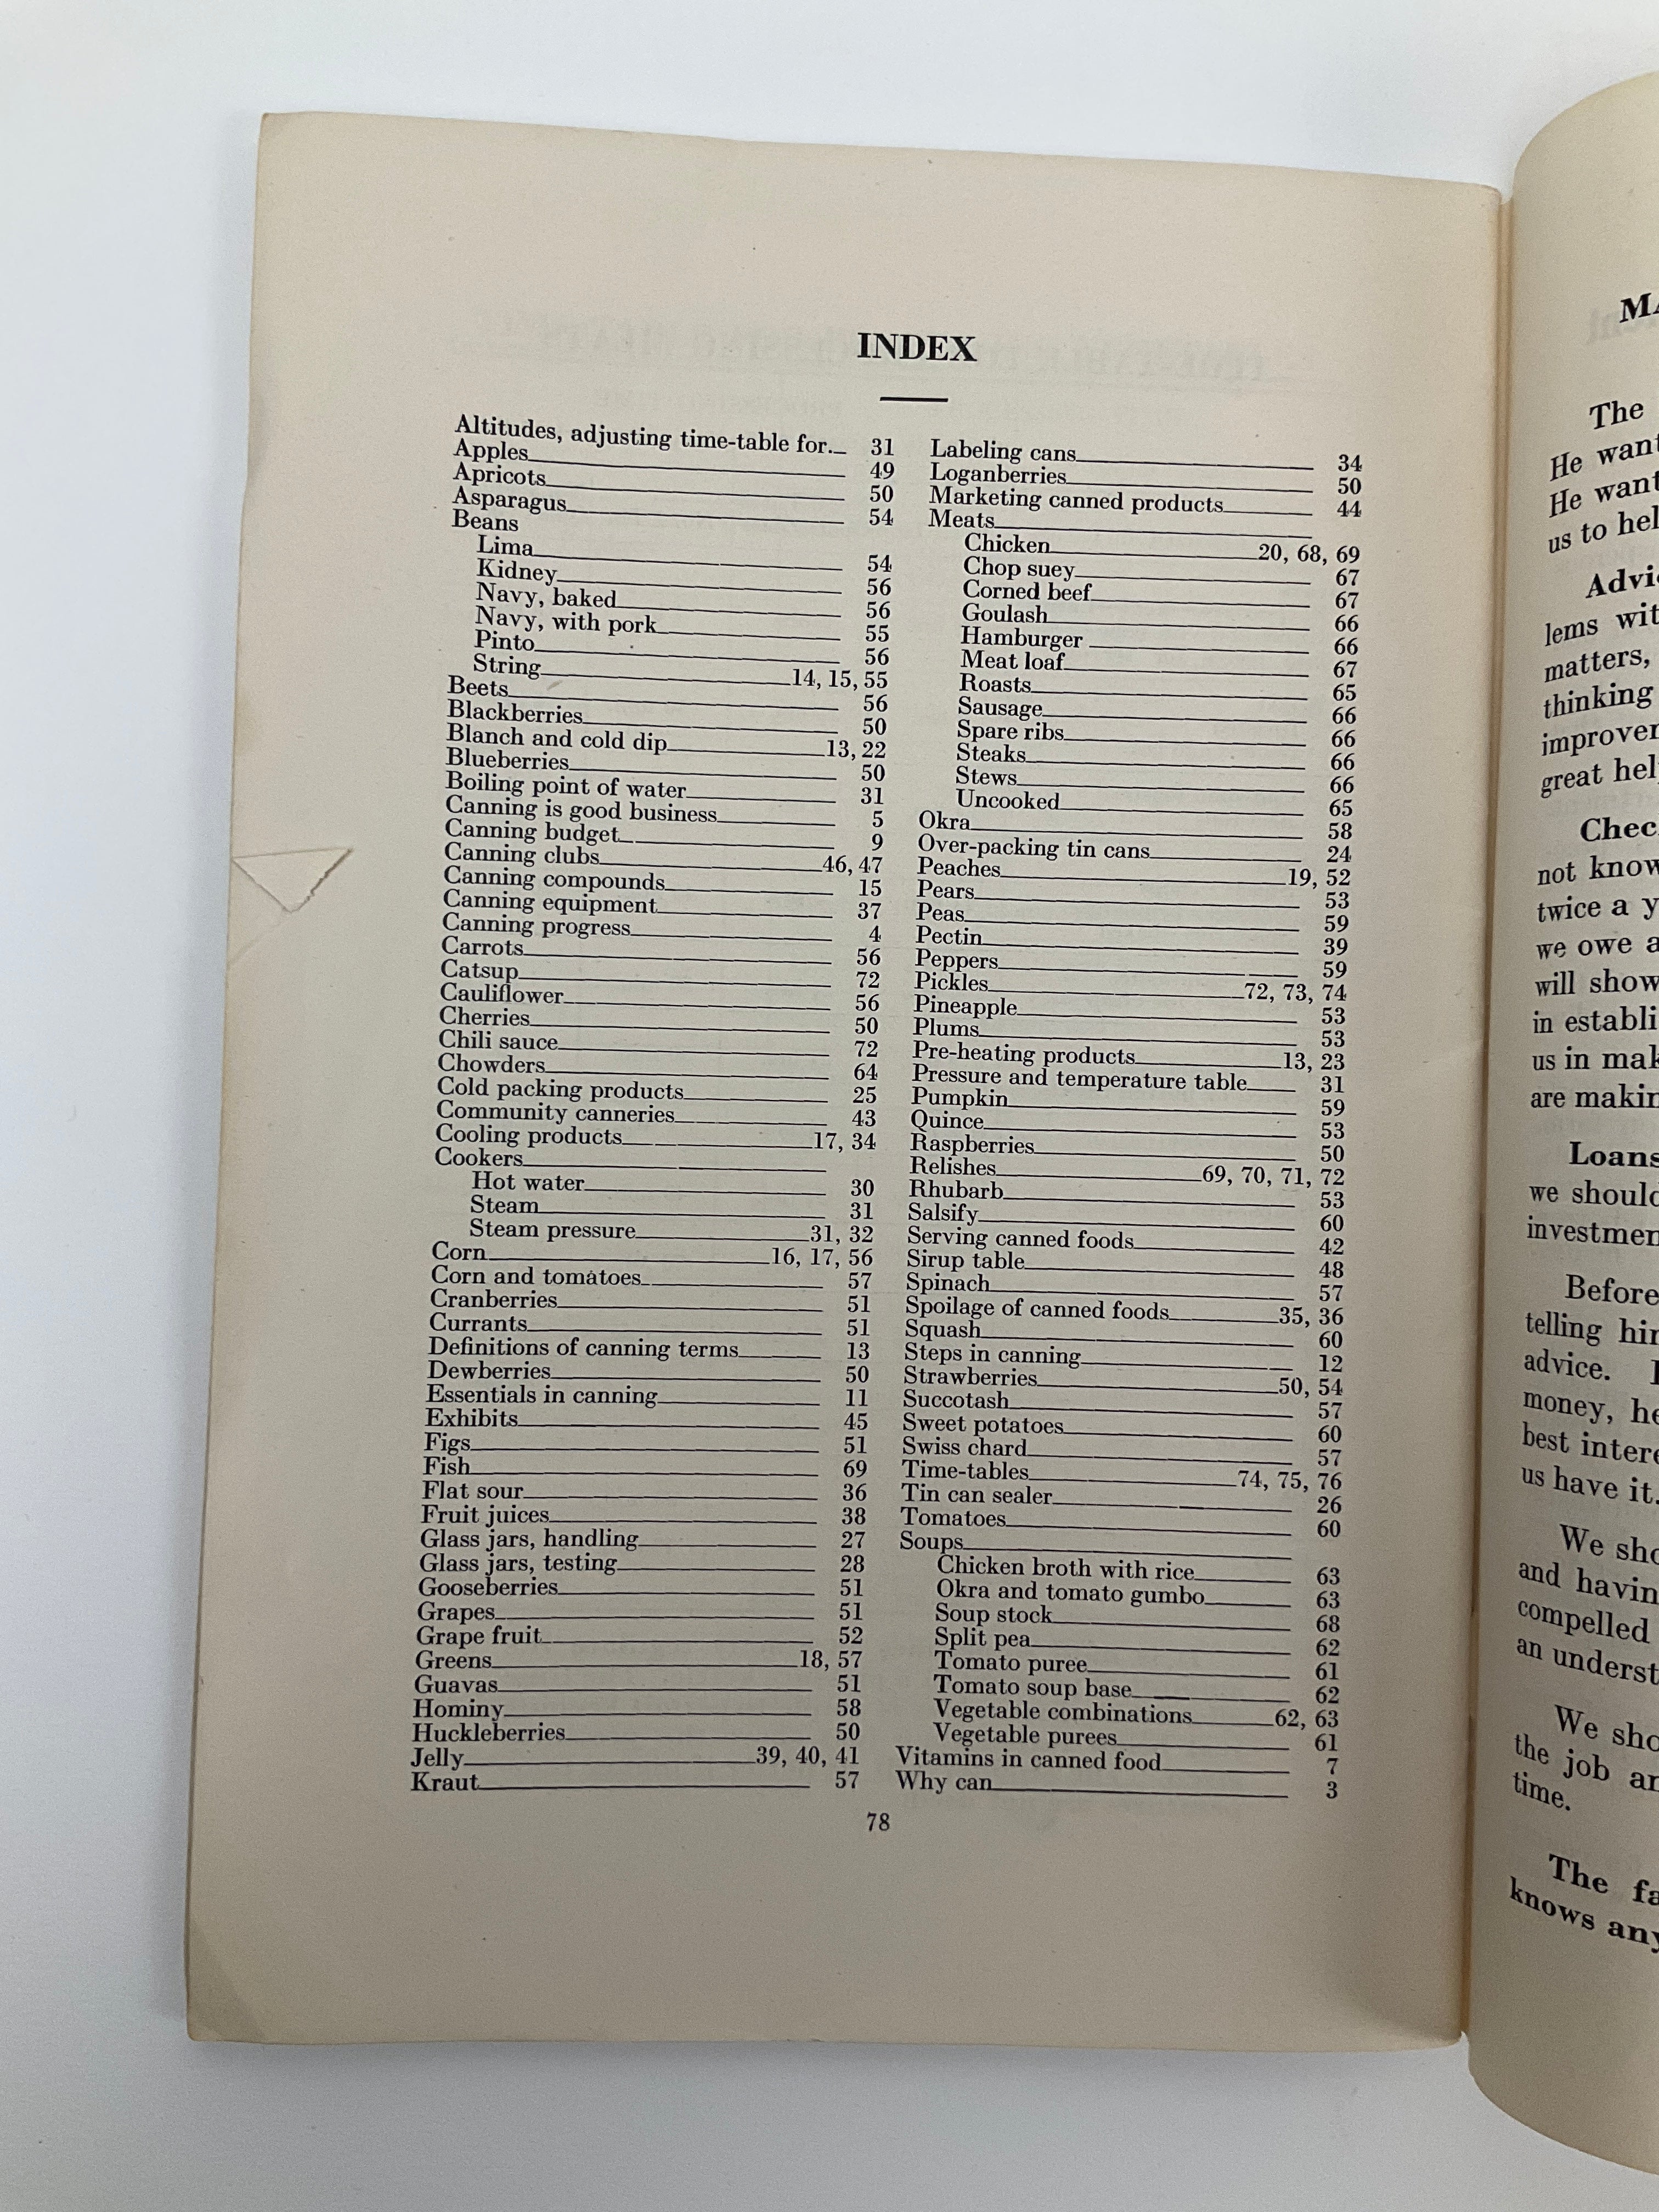 INDEX
Altitudes, adjusting time-table for 31
Apples 49
Apricots 50
Asparagus 54
Beans
Lima 54
Kidney 56
Navy, baked 56
Navy, with pork 55
Pinto 56
String 14, 15, 55
Beets 56
Blackberries 50
Blanch and cold dip 13, 22
Blueberries 50
Boiling point of water 31
Canning is good business 5
Canning budget 9
Canning clubs 46, 47
Canning compounds 15
Canning equipment 37
Canning progress 4
Carrots 56
Catsup 72
Cauliflower 56
Cherries 50
Chili sauce 72
Chowders 64
Cold packing products 25
Community canneries 43
Cooling products 17, 34
Cookers
Hot water 30
Steam 31
Steam pressure 31, 32
Corn 16, 17, 56
Corn and tomatoes 57
Cranberries 51
Currants 51
Definitions of canning terms 13
Dewberries 50
Essentials in canning 11
Exhibits 45
Figs 51
Fish 69
Flat sour 36
Fruit juices 38
Glass jars, handling 27
Glass jars, testing 28
Gooseberries 51
Grapes 51
Grape fruit 52
Greens 18, 57
Guavas 51
Hominy 58
Huckleberries 50
Jelly 39, 40, 41
Kraut 57
Labeling cans 34
Loganberries 50
Marketing canned products 44
Meats
Chicken 20, 68, 69
Chop suey 67
Corned beef 67
Goulash 66
Hamburger 66
Meat loaf 67
Roasts 65
Sausage 66
Spare ribs 66
Steaks 66
Stews 66
Uncooked 65
Okra 58
Over-packing tin cans 24
Peaches 19, 52
Pears 53
Peas 59
Pectin 39
Peppers 59
Pickles 72, 73, 74
Pineapple 53
Plums 53
Pre-heating products 13, 23
Pressure and temperature table 31
Pumpkin 59
Quince 53
Raspberries 50
Relishes 69, 70, 71, 72
Rhubarb 53
Salsify 60
Serving canned foods 42
Sirup table 48
Spinach 57
Spoilage of canned foods 35, 36
Squash 60
Steps in canning 12
Strawberries 50, 54
Succotash 57
Sweet potatoes 60
Swiss chard 57
Time-tables 74, 75, 76
Tin can sealer 26
Tomatoes 60
Soups
Chicken broth with rice 63
Okra and tomato gumbo 63
Soup stock 68
Split pea 62
Tomato puree 61
Tomato soup base 62
Vegetable combinations 62, 63
Vegetable purees 61
Vitamins in canned food 7
Why can 3
78
The
He want
He want
us to hel
Advi
lems wit
matters,
thinking
improve
great hel
Chec
not know
twice a y
we owe a
will show
in establi
us in mak
are makin
Loans
we should
investmen
Before
telling hi
advice.
money, he
best intere
us have it.
We sho
and havin
compelled
an underst
We sho
the job a
time.
The fa
knows any